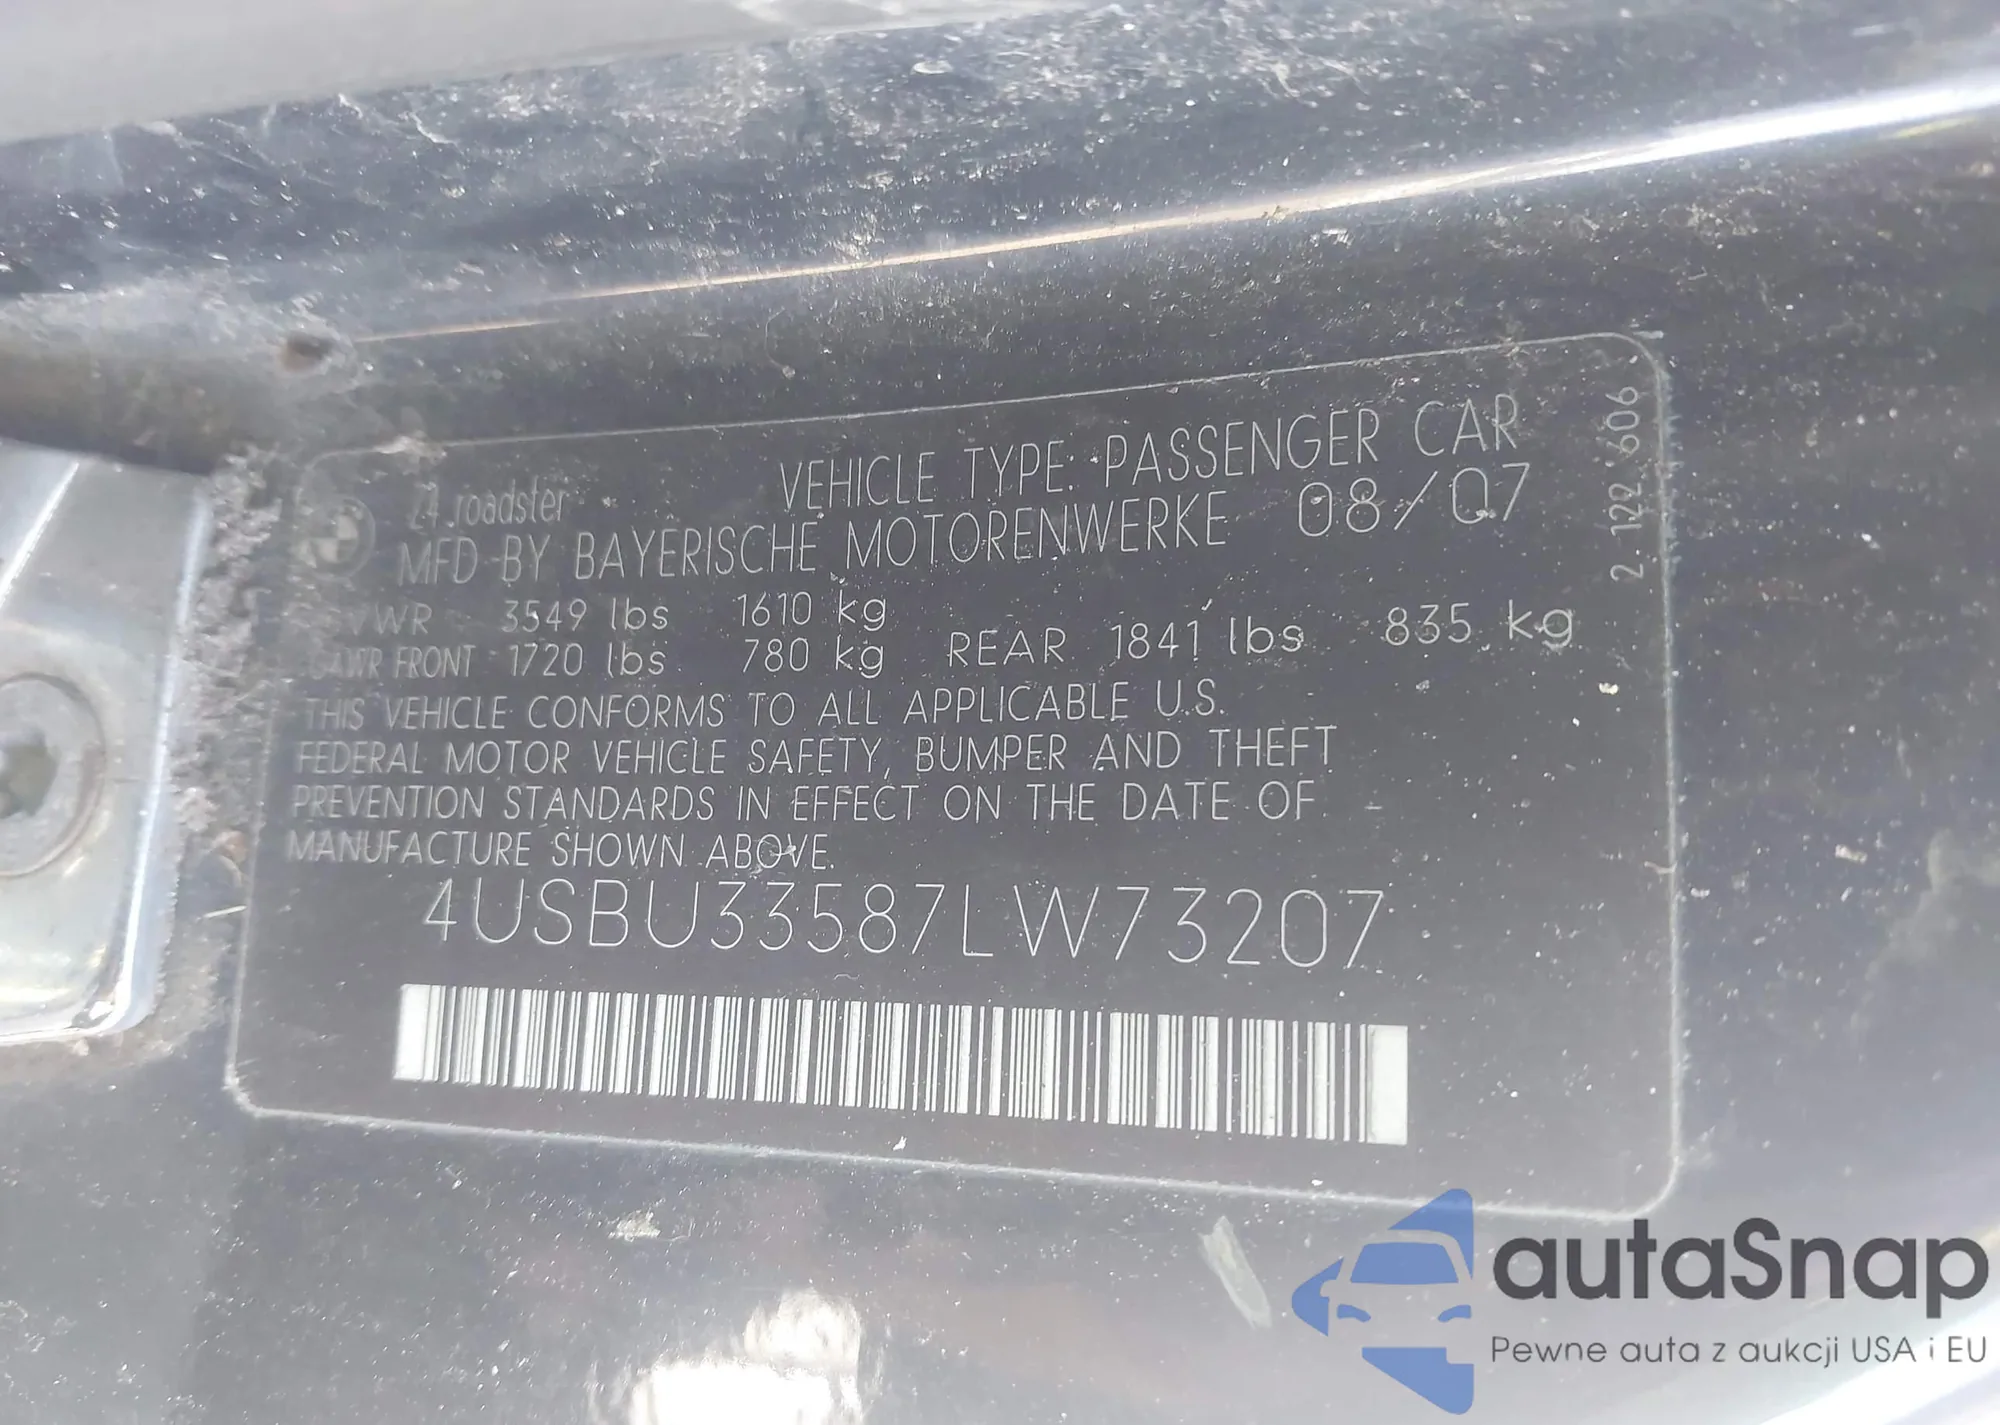 Z4 roadster VEHICLE TYPE: PASSENGER CAR
MFD BY BAYERISCHE MOTORENWERKE 08/07
GVWR 3549 lbs 1610 kg
GAWR FRONT 1720 lbs 780 kg REAR 1841 lbs 835 kg
THIS VEHICLE CONFORMS TO ALL APPLICABLE U.S.
FEDERAL MOTOR VEHICLE SAFETY, BUMPER AND THEFT
PREVENTION STANDARDS IN EFFECT ON THE DATE OF
MANUFACTURE SHOWN ABOVE.
4USBU33587LW73207
2 122 606
autaSnap
Pewne auta z aukcji USA i EU